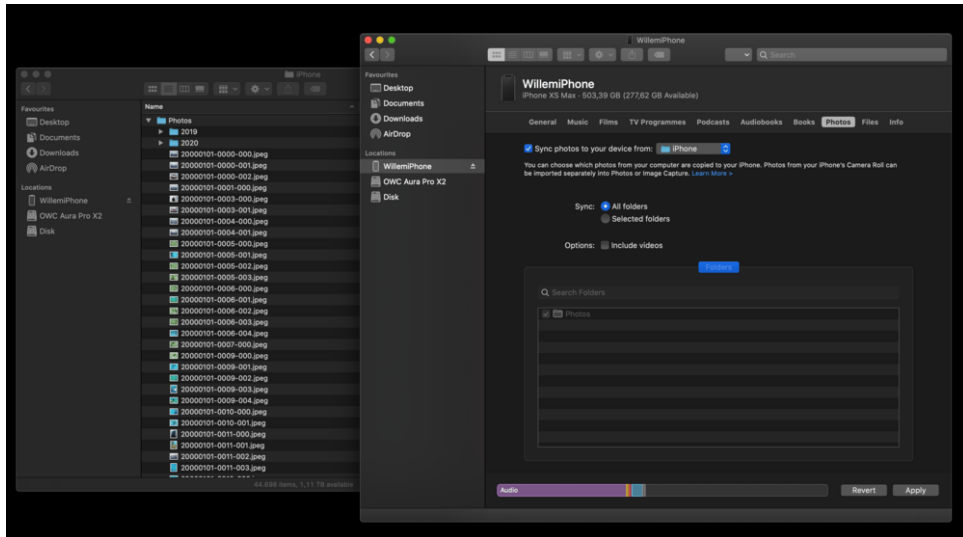 iPhone
Favourites
Desktop
Documents
Downloads
AirDrop
Locations
WillemiPhone
OWC Aura Pro X2
Disk
Name
Photos
2019
2020
20000101-0000-000.jpeg
20000101-0000-001.jpeg
20000101-0000-002.jpeg
20000101-0001-000.jpeg
20000101-0003-000.jpeg
20000101-0003-001.jpeg
20000101-0004-000.jpeg
20000101-0004-001.jpeg
20000101-0005-000.jpeg
20000101-0005-001.jpeg
20000101-0005-002.jpeg
20000101-0005-003.jpeg
20000101-0006-000.jpeg
20000101-0006-001.jpeg
20000101-0006-002.jpeg
20000101-0006-003.jpeg
20000101-0006-004.jpeg
20000101-0007-000.jpeg
20000101-0009-000.jpeg
20000101-0009-001.jpeg
20000101-0009-002.jpeg
20000101-0009-003.jpeg
20000101-0009-004.jpeg
20000101-0010-000.jpeg
20000101-0010-001.jpeg
20000101-0011-000.jpeg
20000101-0011-001.jpeg
20000101-0011-002.jpeg
20000101-0011-003.jpeg
44.698 items, 1,11 TB available
WillemiPhone
Search
Favourites
Desktop
Documents
Downloads
AirDrop
Locations
WillemiPhone
OWC Aura Pro X2
Disk
WillemiPhone
iPhone XS Max · 503,39 GB (277,62 GB Available)
General Music Films TV Programmes Podcasts Audiobooks Books Photos Files Info
Sync photos to your device from: iPhone
You can choose which photos from your computer are copied to your iPhone. Photos from your iPhone's Camera Roll can
be imported separately into Photos or Image Capture. Learn More >
Sync: All folders
Selected folders
Options: Include videos
Folders
Search Folders
Photos
Audio
Revert Apply